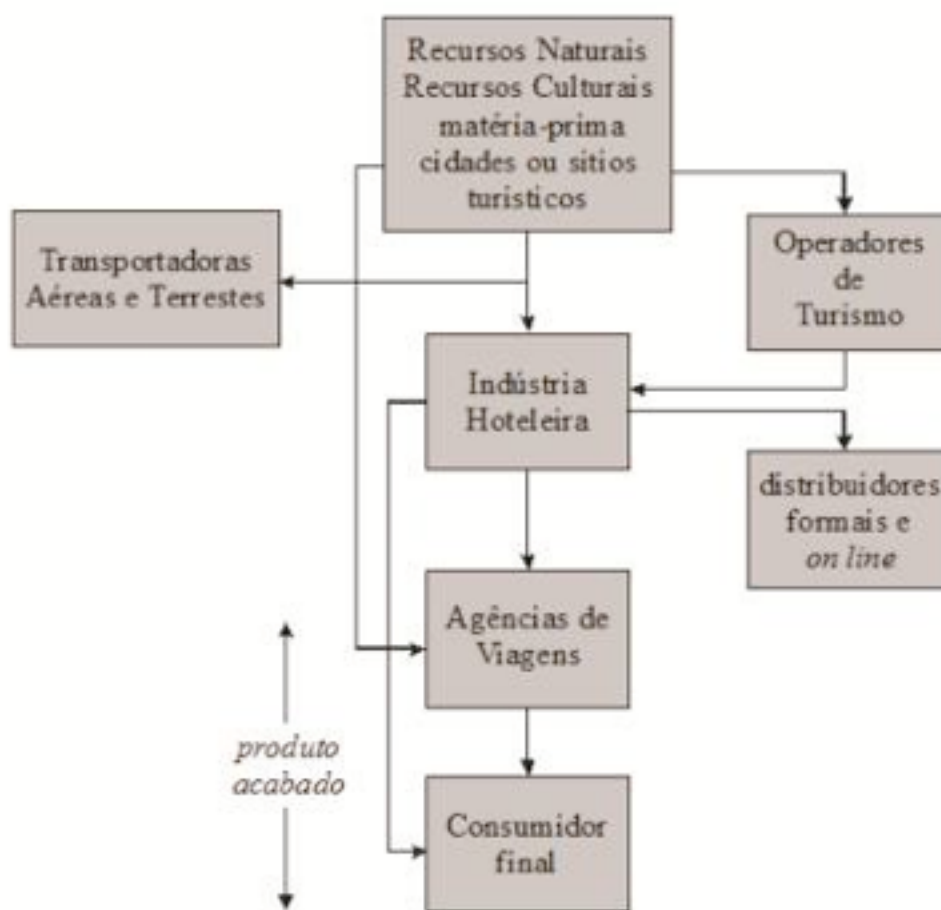 Recursos Naturais
Recursos Culturais
matéria-prima
cidades ou sitios
turísticos
Transportadoras
Aéreas e Terrestes
Operadores
de
Turismo
Indústria
Hoteleira
distribuidores
formais e
on line
Agências de
Viagens
produto
acabado
Consumidor
final